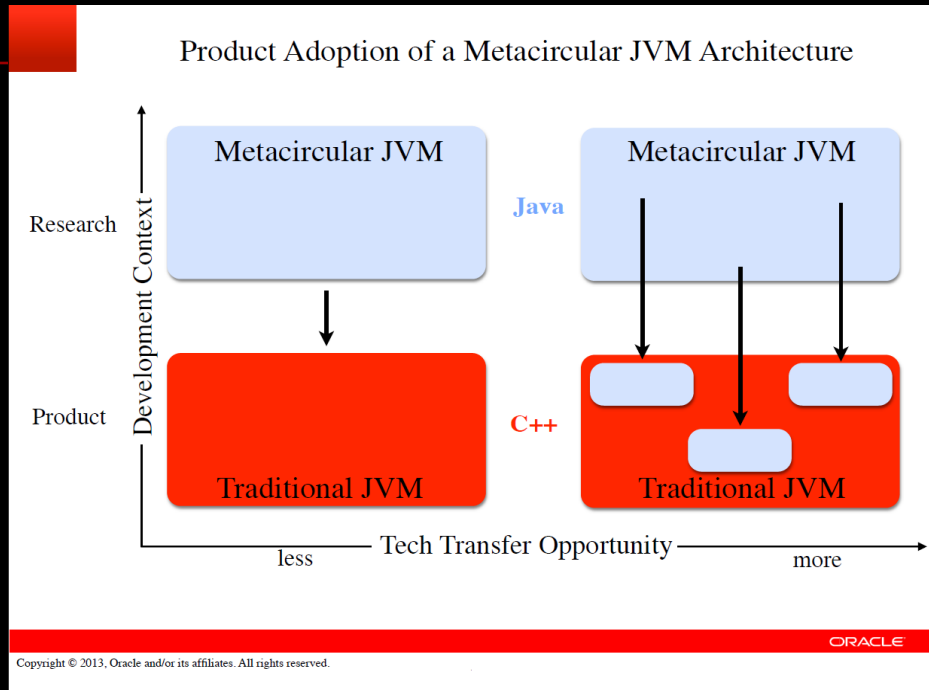 Product Adoption of a Metacircular JVM Architecture
Metacircular JVM
Metacircular JVM
Java
Research
Development Context
Product
C++
Traditional JVM
Traditional JVM
Tech Transfer Opportunity
less
more
ORACLE
Copyright © 2013, Oracle and/or its affiliates. All rights reserved.